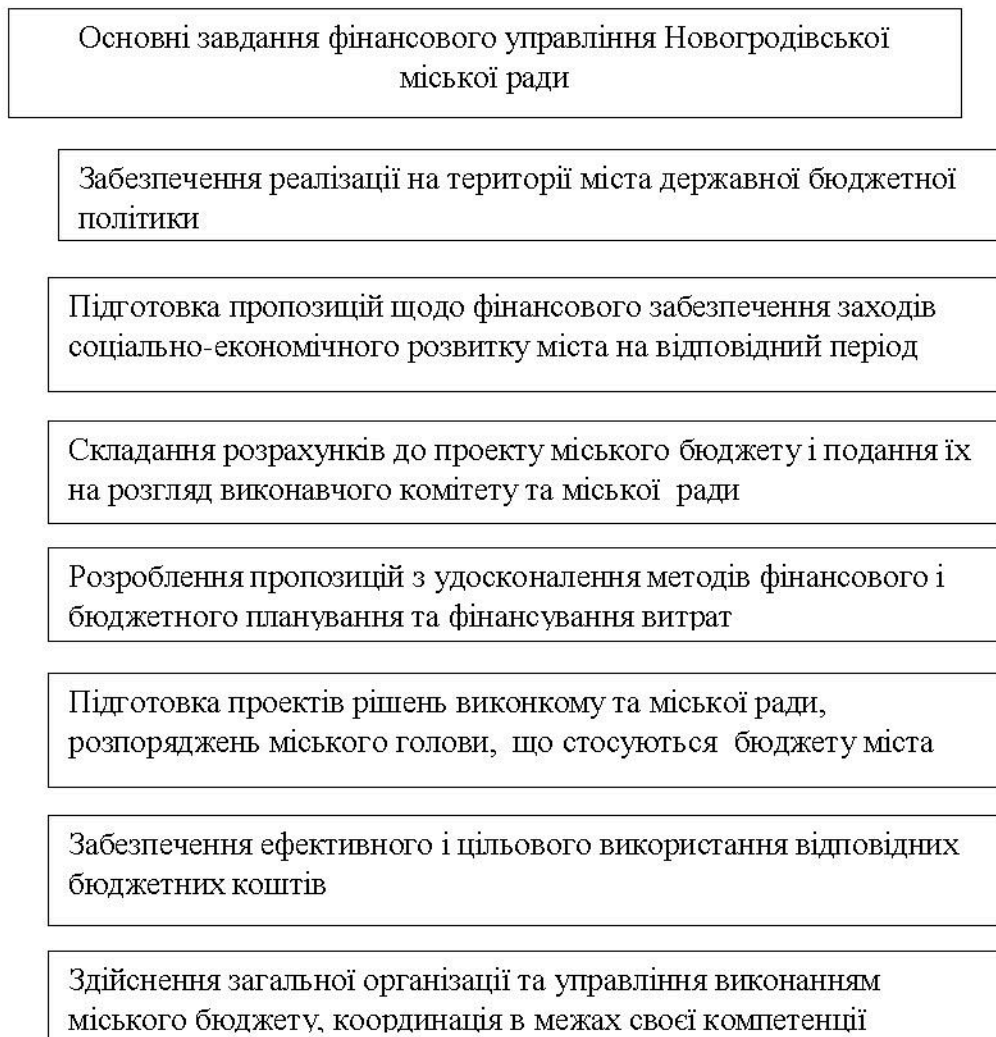 Основні завдання фінансового управління Новогродівської
міської ради
Забезпечення реалізації на території міста державної бюджетної
політики
Підготовка пропозицій щодо фінансового забезпечення заходів
соціально-економічного розвитку міста на відповідний період
Складання розрахунків до проекту міського бюджету і подання їх
на розгляд виконавчого комітету та міської ради
Розроблення пропозицій з удосконалення методів фінансового і
бюджетного планування та фінансування витрат
Підготовка проектів рішень виконкому та міської ради,
розпоряджень міського голови, що стосуються бюджету міста
Забезпечення ефективного і цільового використання відповідних
бюджетних коштів
Здійснення загальної організації та управління виконанням
міського бюджету, координація в межах своєї компетенції